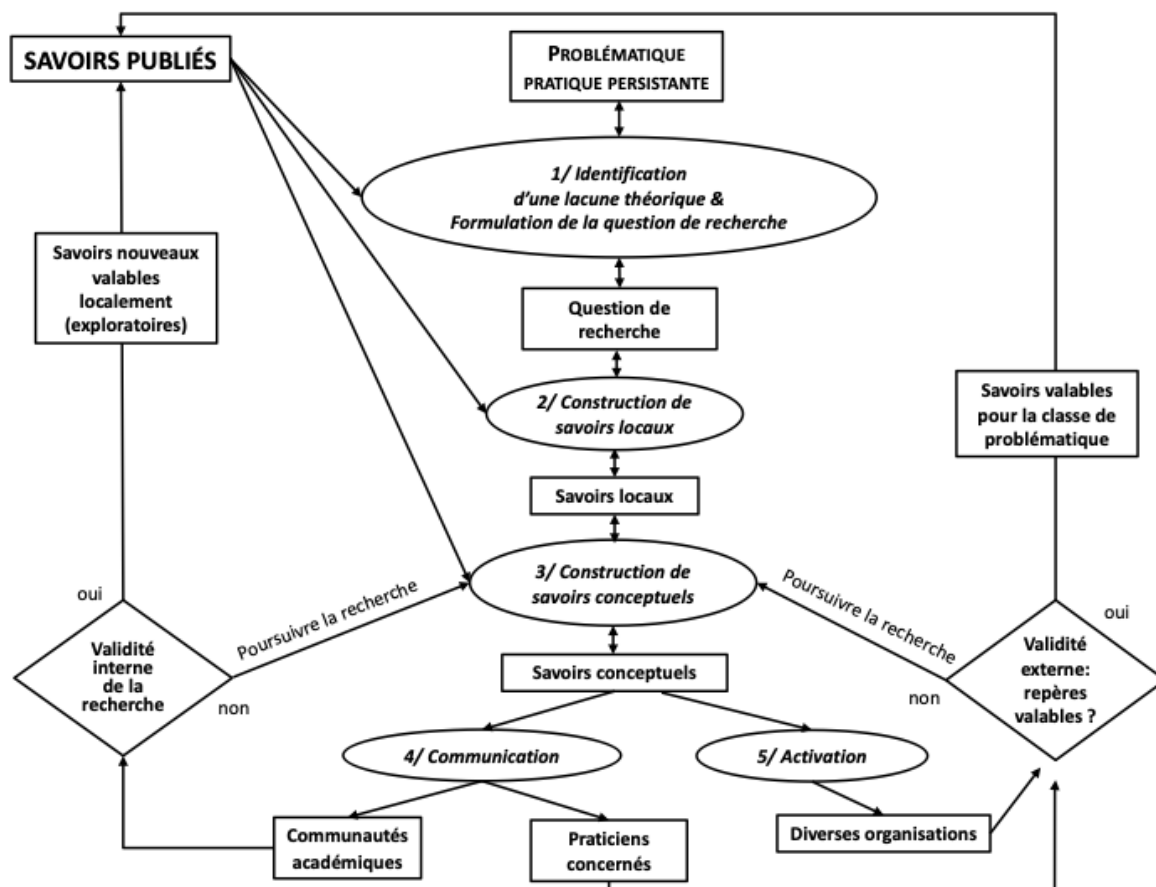 SAVOIRS PUBLIÉS
PROBLÉMATIQUE
PRATIQUE PERSISTANTE
1/ Identification
d'une lacune théorique &
Formulation de la question de recherche
Savoirs nouveaux
valables
localement
(exploratoires)
Question de
recherche
2/ Construction de
savoirs locaux
Savoirs valables
pour la classe de
problématique
Savoirs locaux
3/ Construction de
savoirs conceptuels
oui
Poursuivre la recherche
Poursuivre la recherche
oui
Validité
interne
de la
recherche
non
Savoirs conceptuels
non
Validité
externe:
repères
valables ?
4/ Communication
5/ Activation
Communautés
académiques
Praticiens
concernés
Diverses organisations